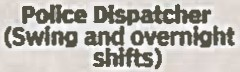 Police Dispatcher
(Swing and overnight
shifts)